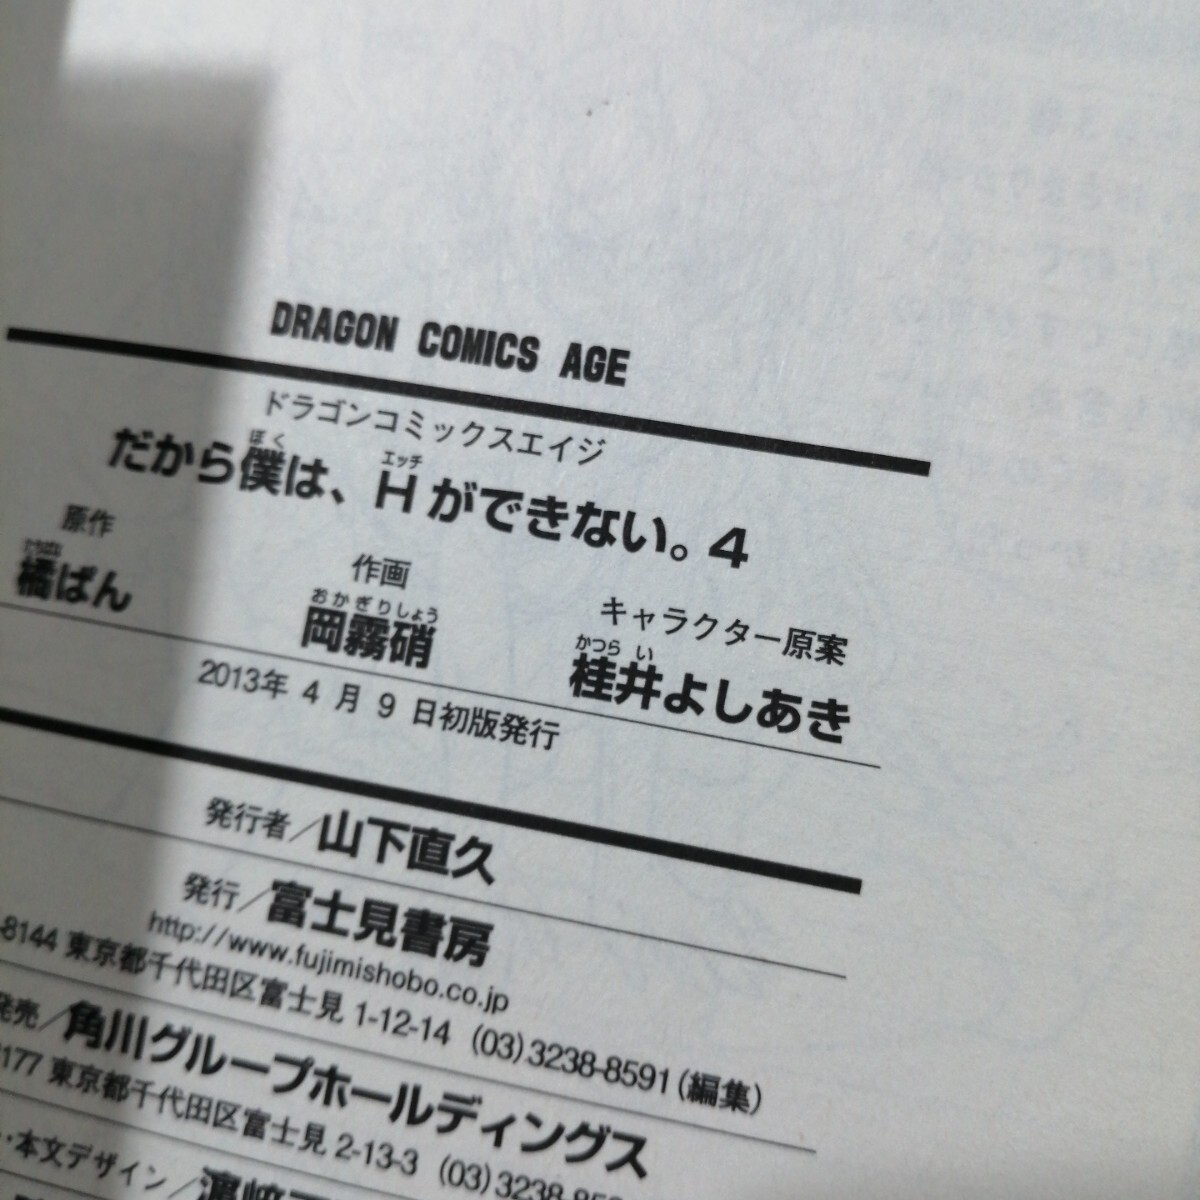 DRAGON COMICS AGE
ドラゴンコミックスエイジ
だから僕は、Hができない。4
ぼく
エッチ
原作
橘ぱん
たちばな
作画
岡霧硝
おかぎりしょう
キャラクター原案
桂井よしあき
かつらい
2013年4月9日初版発行
発行者／山下直久
発行／富士見書房
http://www.fujimishobo.co.jp
-8144 東京都千代田区富士見 1-12-14 (03)3238-8591(編集)
発売／角川グループホールディングス
177 東京都千代田区富士見 2-13-3 (03)3238-85
・本文デザイン／